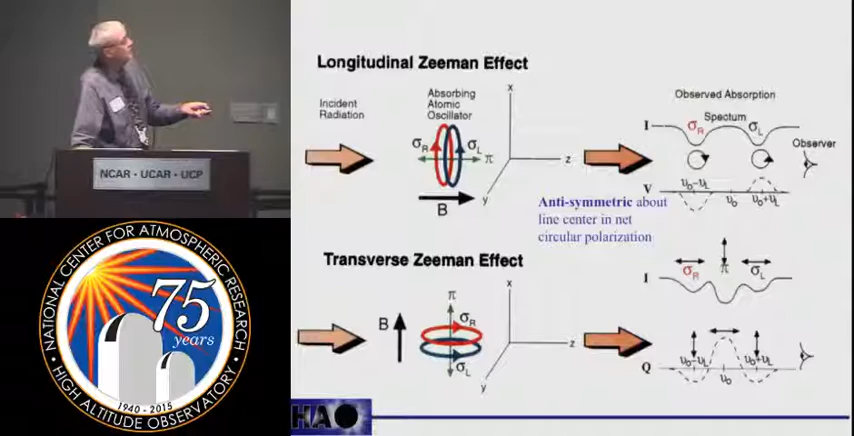 NCAR · UCAR · UCP
NATIONAL CENTER FOR ATMOSPHERIC RESEARCH
75
years
1940 - 2015
HIGH ALTITUDE OBSERVATORY
Longitudinal Zeeman Effect
Incident
Radiation
Absorbing
Atomic
Oscillator
σR
σL
π
B
x
y
z
Observed Absorption
Spectum
I
σR
σL
Observer
V
υ0-υL
υ0
υ0+υL
Anti-symmetric about
line center in net
circular polarization
Transverse Zeeman Effect
B
π
σR
σL
x
y
z
I
σR
π
σL
Q
υ0-υL
υ0
υ0+υL
HAO